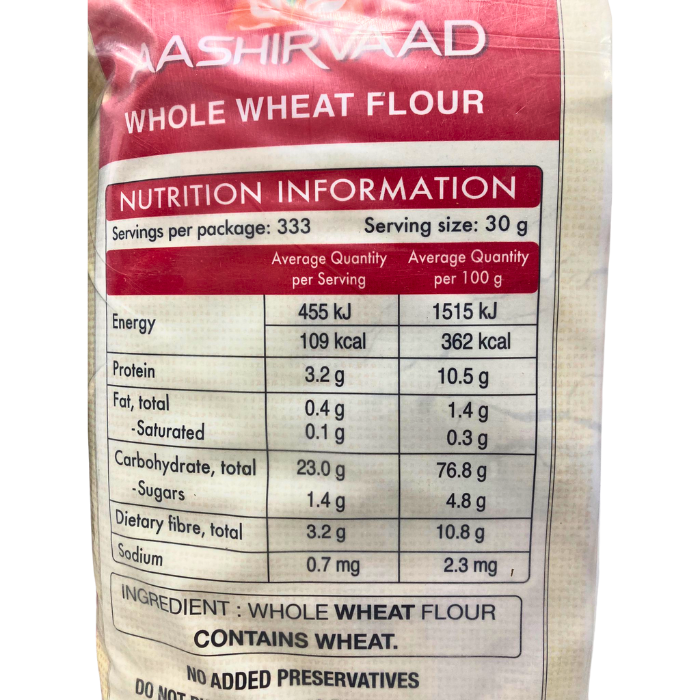 AASHIRVAAD
WHOLE WHEAT FLOUR
NUTRITION INFORMATION
Servings per package: 333 Serving size: 30 g
Average Quantity per Serving Average Quantity per 100 g
Energy 455 kJ 1515 kJ
109 kcal 362 kcal
Protein 3.2 g 10.5 g
Fat, total 0.4 g 1.4 g
-Saturated 0.1 g 0.3 g
Carbohydrate, total 23.0 g 76.8 g
-Sugars 1.4 g 4.8 g
Dietary fibre, total 3.2 g 10.8 g
Sodium 0.7 mg 2.3 mg
INGREDIENT : WHOLE WHEAT FLOUR
CONTAINS WHEAT.
NO ADDED PRESERVATIVES
DO NOT